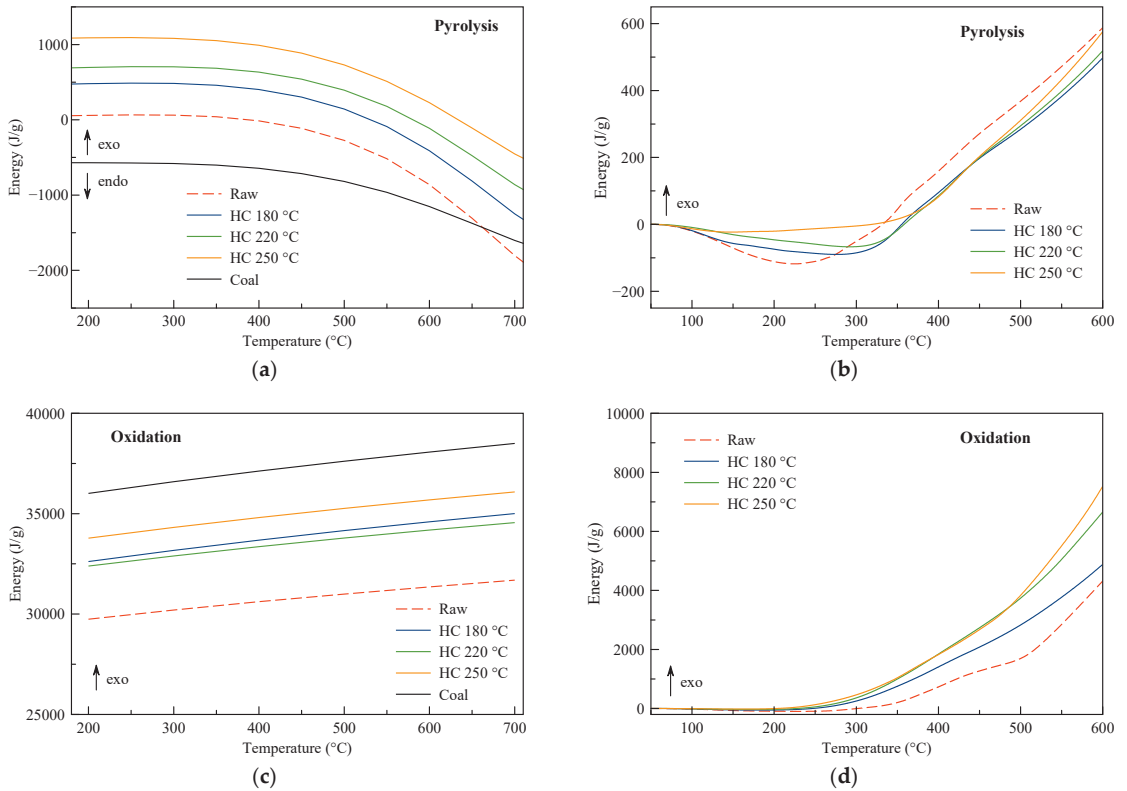 Pyrolysis
Energy (J/g)
1000
0
−1000
−2000
exo
endo
Raw
HC 180 °C
HC 220 °C
HC 250 °C
Coal
200 300 400 500 600 700
Temperature (°C)
(a)
Pyrolysis
Energy (J/g)
600
400
200
0
−200
exo
Raw
HC 180 °C
HC 220 °C
HC 250 °C
100 200 300 400 500 600
Temperature (°C)
(b)
Oxidation
Energy (J/g)
40000
35000
30000
25000
exo
Raw
HC 180 °C
HC 220 °C
HC 250 °C
Coal
200 300 400 500 600 700
Temperature (°C)
(c)
Oxidation
Energy (J/g)
10000
8000
6000
4000
2000
0
exo
Raw
HC 180 °C
HC 220 °C
HC 250 °C
100 200 300 400 500 600
Temperature (°C)
(d)